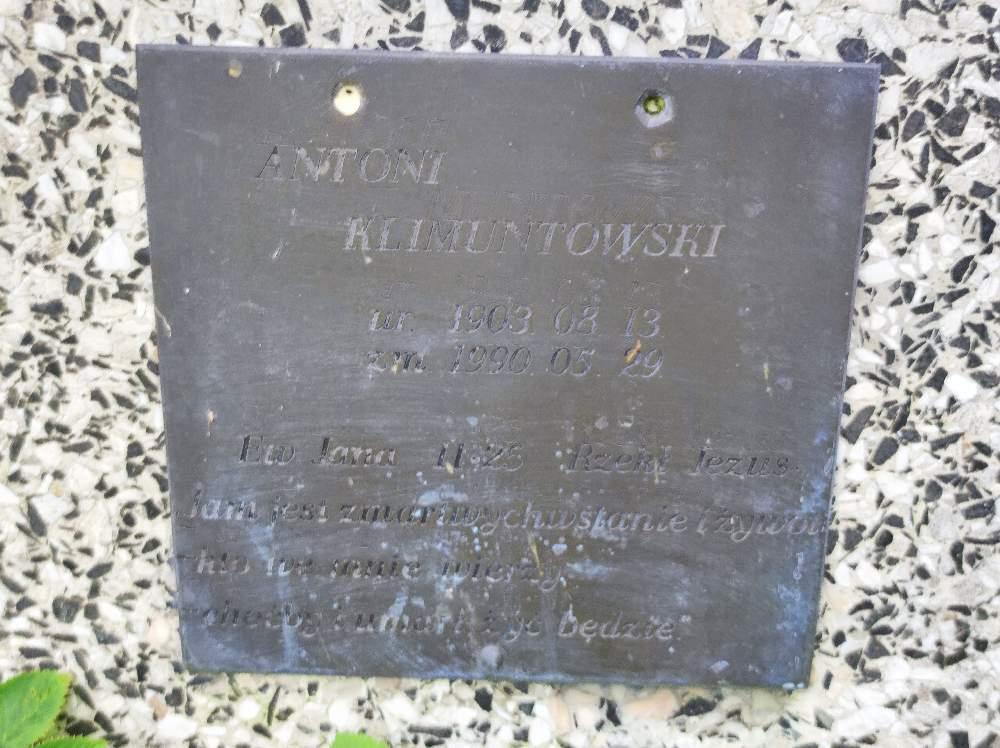 ANTONI
KLIMUNTOWSKI
ur. 1903 08 13
zm. 1990 05 29
Ew Jana 11:25 Rzekł Jezus.
„Jam jest zmartwychwstanie i żywot
kto we mnie wierzy,
choćby i umarł żyć będzie."